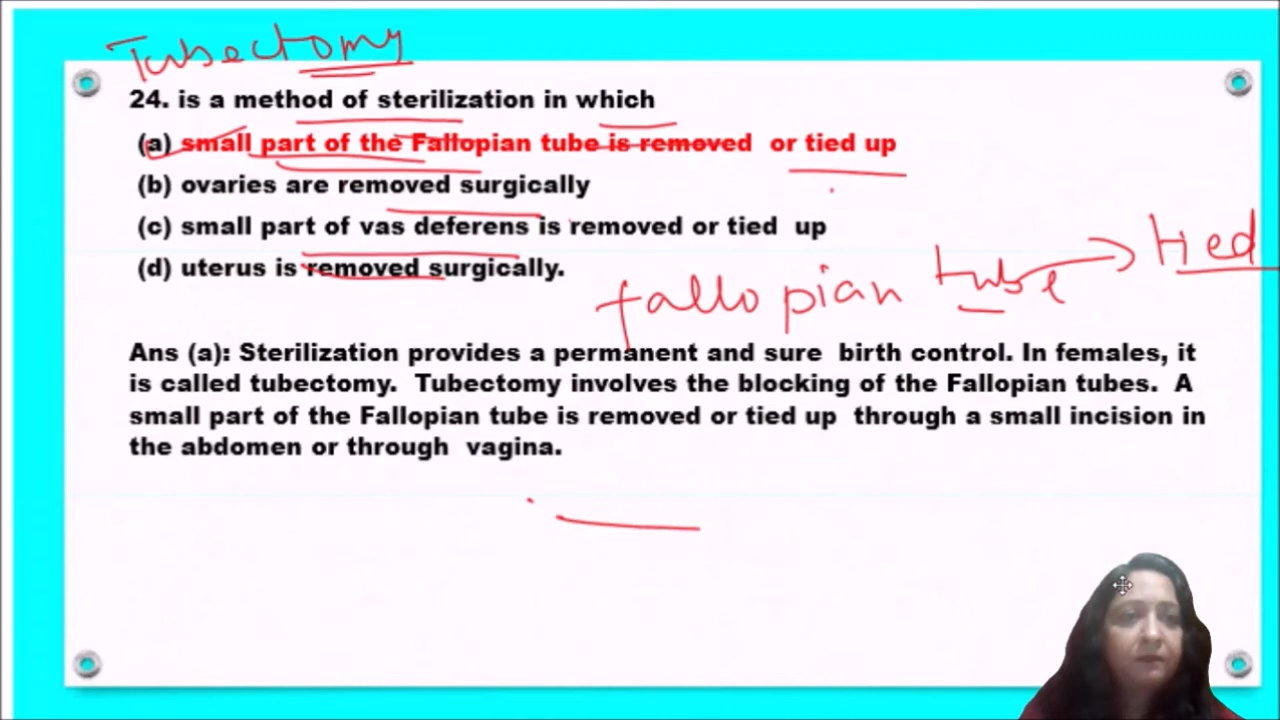 Tubectomy
24. is a method of sterilization in which
(a) small part of the Fallopian tube is removed or tied up
(b) ovaries are removed surgically
(c) small part of vas deferens is removed or tied up
(d) uterus is removed surgically.
fallopian tube → tied
Ans (a): Sterilization provides a permanent and sure birth control. In females, it
is called tubectomy. Tubectomy involves the blocking of the Fallopian tubes. A
small part of the Fallopian tube is removed or tied up through a small incision in
the abdomen or through vagina.